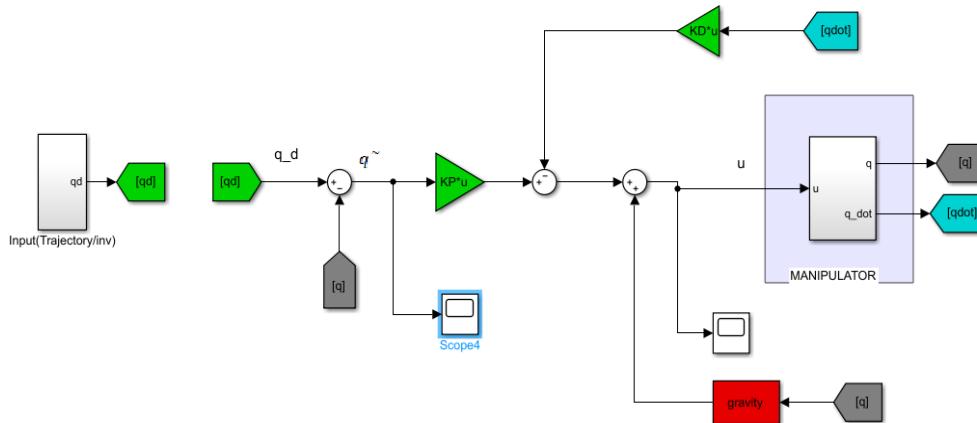 KD*u
[qdot]
q_d
q~
u
qd
[qd]
[qd]
+
−
KP*u
+
−
+
+
u
q
q_dot
[q]
[qdot]
Input(Trajectory/inv)
[q]
MANIPULATOR
Scope4
gravity
[q]